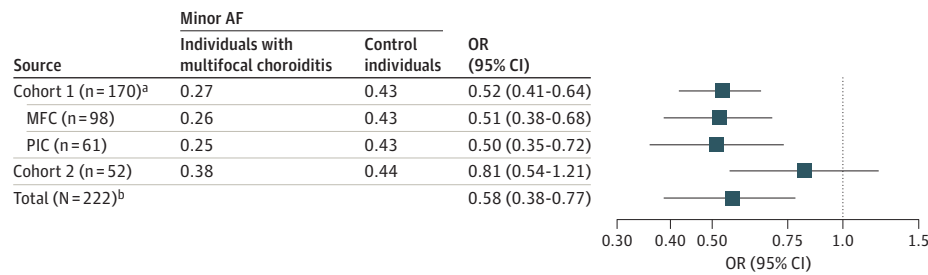 Minor AF
Source Individuals with multifocal choroiditis Control individuals OR (95% CI)
Cohort 1 (n = 170)a 0.27 0.43 0.52 (0.41-0.64)
MFC (n = 98) 0.26 0.43 0.51 (0.38-0.68)
PIC (n = 61) 0.25 0.43 0.50 (0.35-0.72)
Cohort 2 (n = 52) 0.38 0.44 0.81 (0.54-1.21)
Total (N = 222)b 0.58 (0.38-0.77)
0.30 0.40 0.50 0.75 1.0 1.5
OR (95% CI)